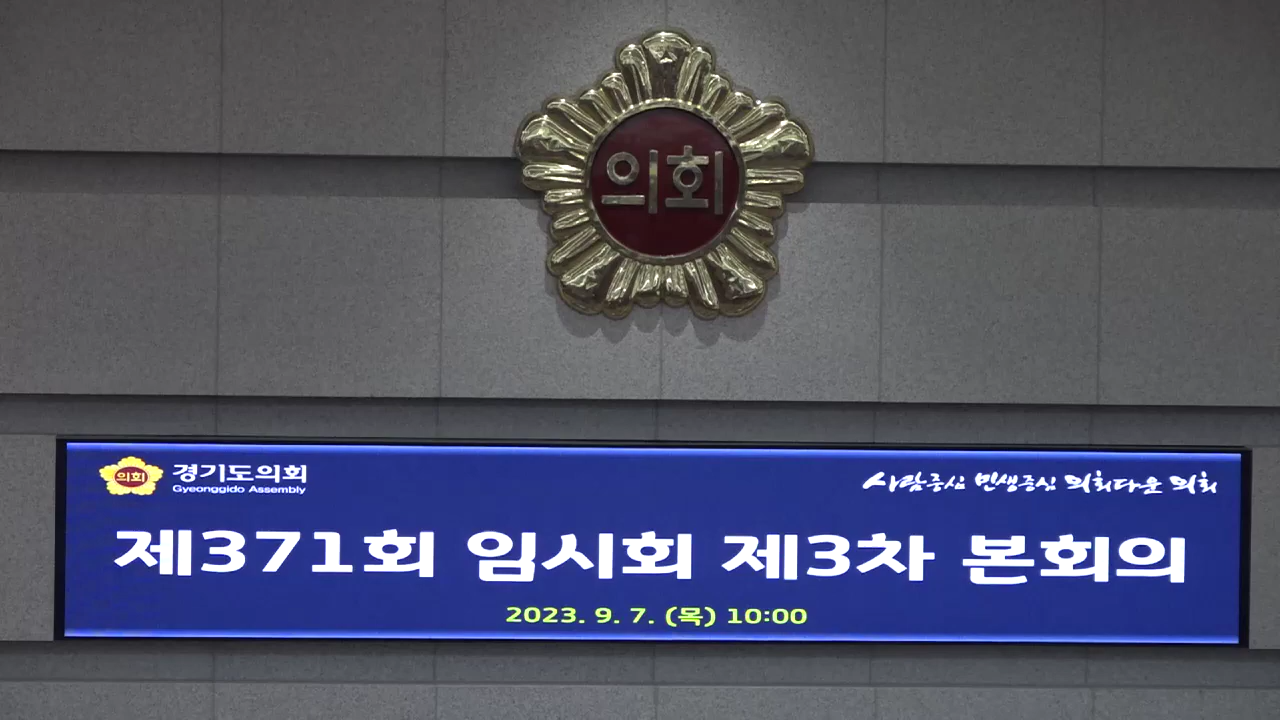 의회
의회
경기도의회
Gyeonggido Assembly
사람중심 민생중심 의회다운 의회
제371회 임시회 제3차 본회의
2023. 9. 7. (목) 10:00